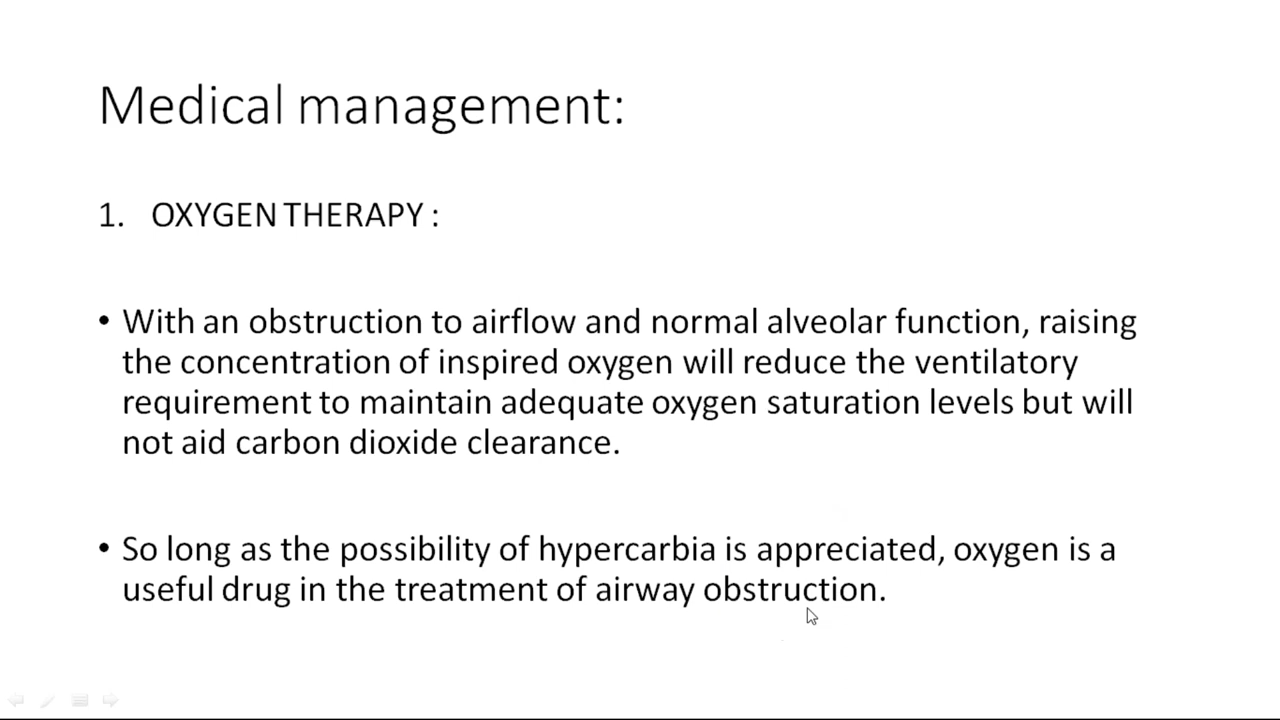 Medical management:
1. OXYGEN THERAPY :
• With an obstruction to airflow and normal alveolar function, raising
the concentration of inspired oxygen will reduce the ventilatory
requirement to maintain adequate oxygen saturation levels but will
not aid carbon dioxide clearance.
• So long as the possibility of hypercarbia is appreciated, oxygen is a
useful drug in the treatment of airway obstruction.